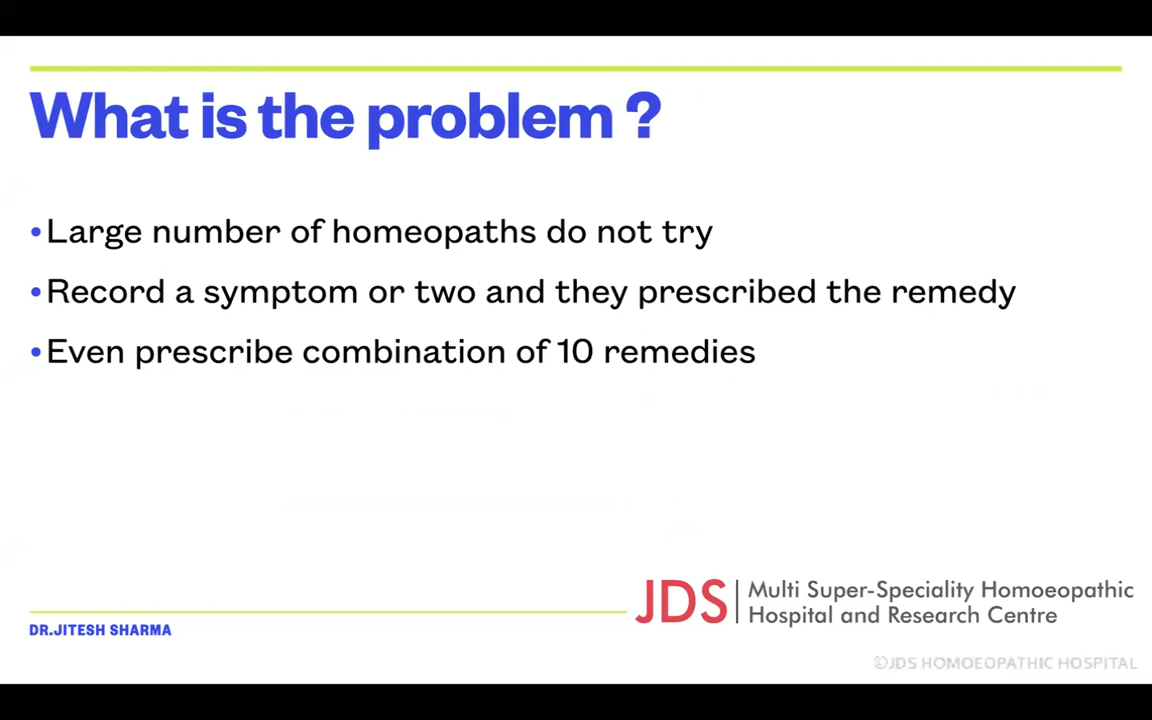 What is the problem ?
•Large number of homeopaths do not try
•Record a symptom or two and they prescribed the remedy
•Even prescribe combination of 10 remedies
JDS
Multi Super-Speciality Homoeopathic
Hospital and Research Centre
DR.JITESH SHARMA
©JDS HOMOEOPATHIC HOSPITAL